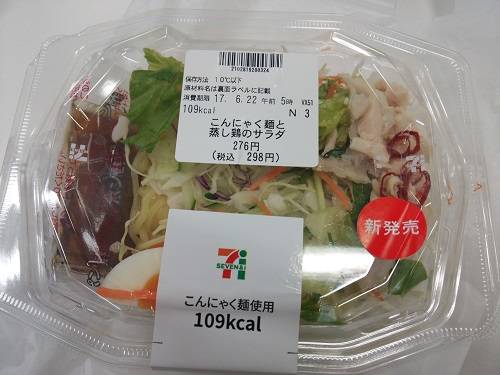 2102819200324
保存方法 10℃以下
原材料名は裏面ラベルに記載
消費期限 17. 6.22 午前 5時 VX51
109kcal N 3
こんにゃく麺と
蒸し鶏のサラダ
276円
(税込 298円)
新発売
7i
SEVEN&i
こんにゃく麺使用
109kcal